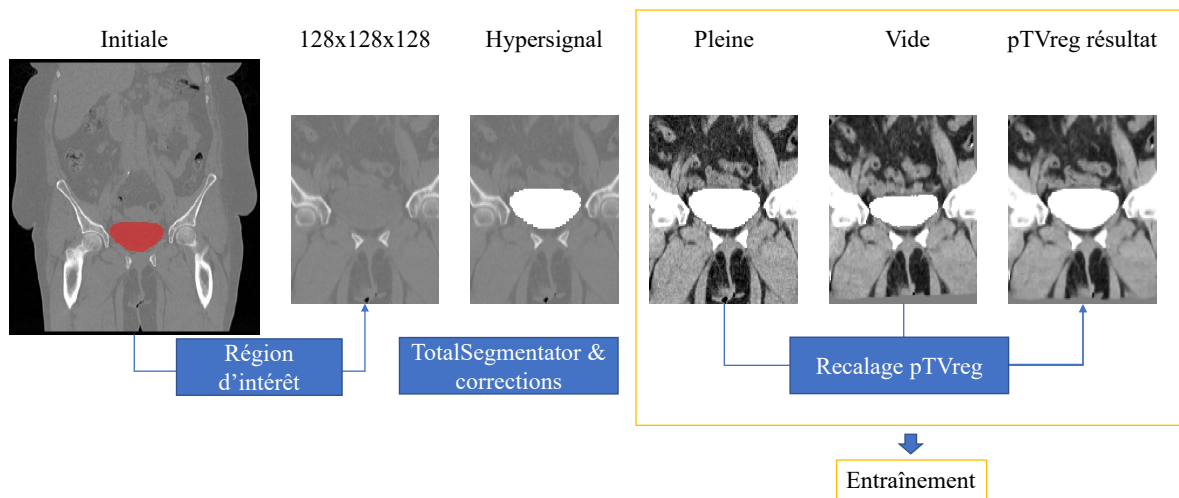 Initiale
128x128x128
Hypersignal
Pleine
Vide
pTVreg résultat
Région
d'intérêt
TotalSegmentator &
corrections
Recalage pTVreg
Entraînement